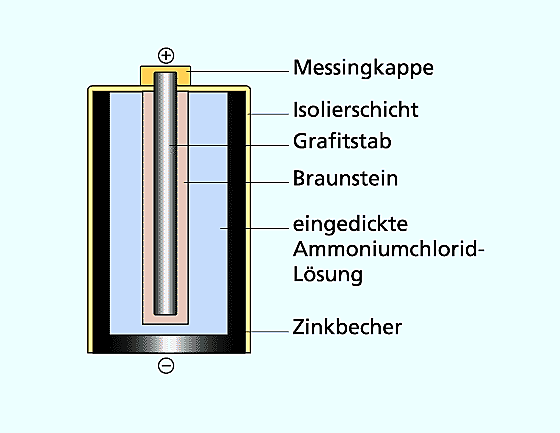 ⊕
Messingkappe
Isolierschicht
Grafitstab
Braunstein
eingedickte
Ammoniumchlorid-
Lösung
Zinkbecher
⊖